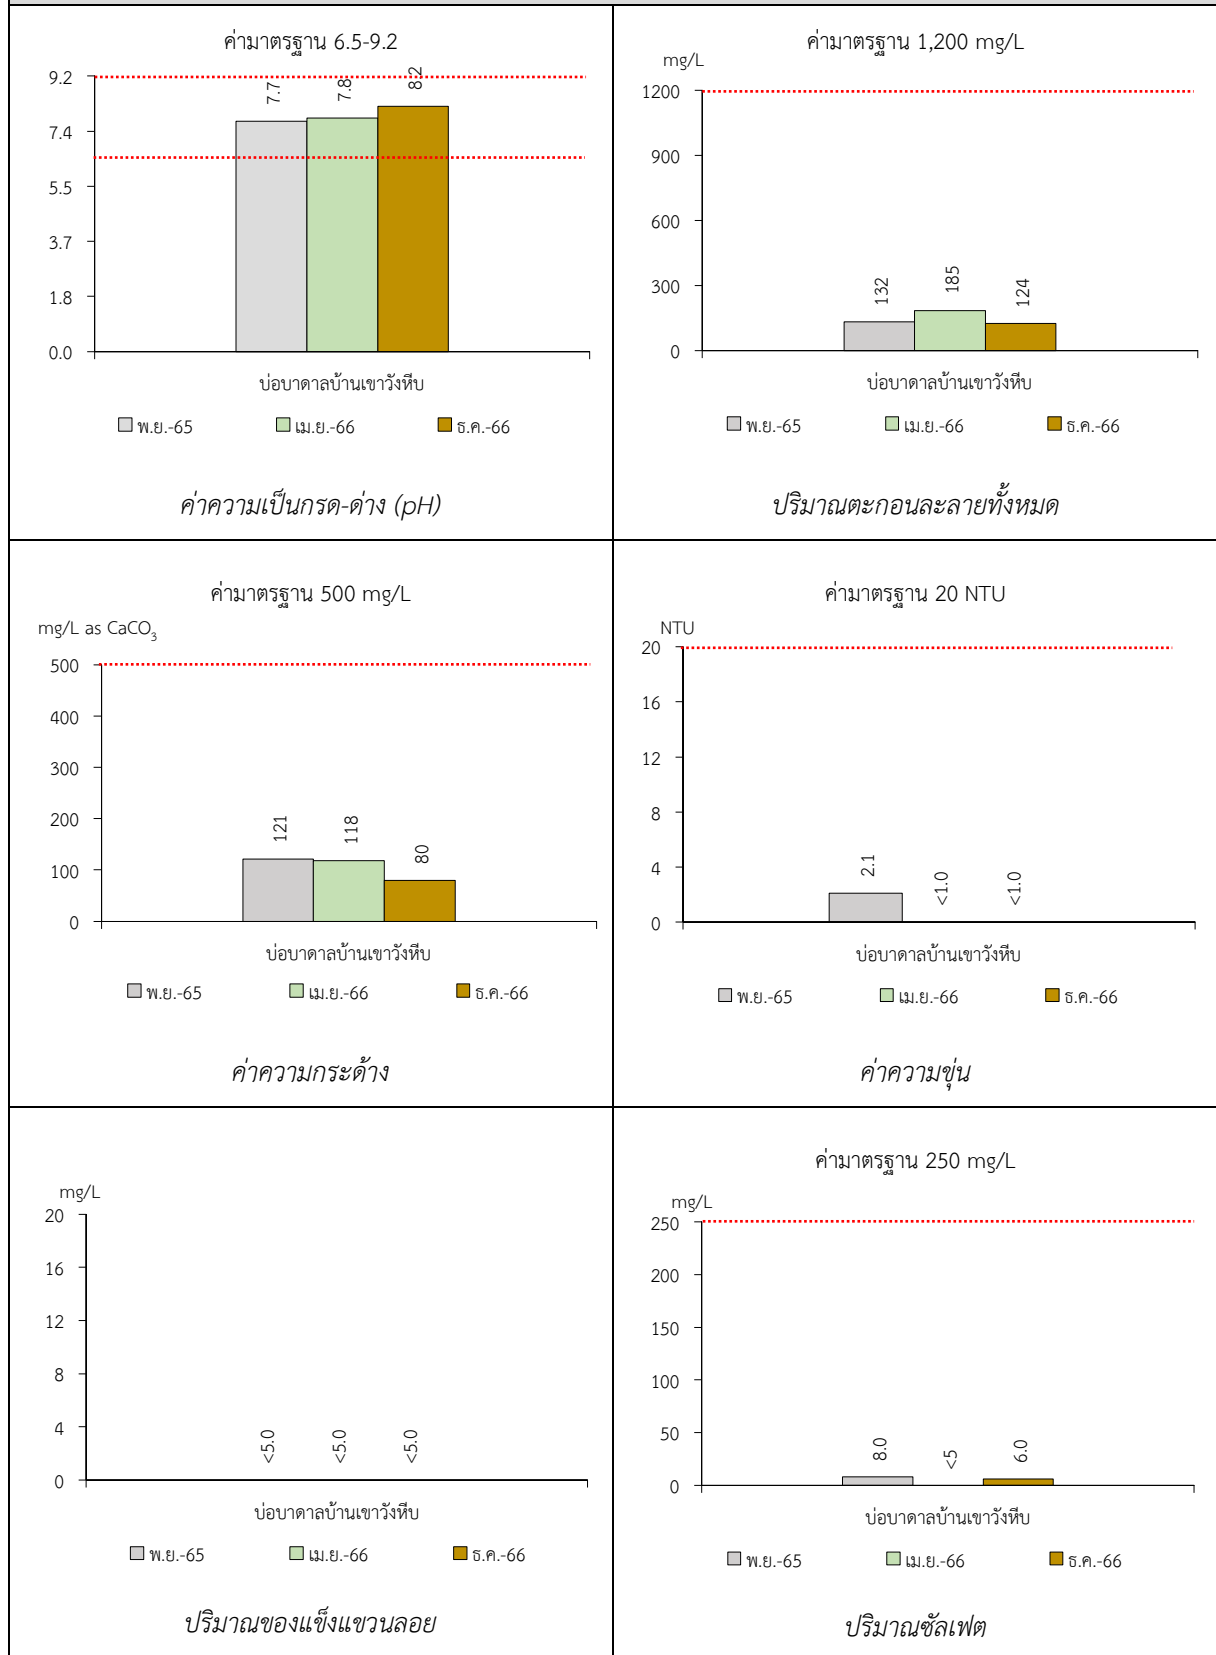 ค่ามาตรฐาน 6.5-9.2
9.2
7.4
5.5
3.7
1.8
0.0
7.7
7.8
8.2
บ่อบาดาลบ้านเขาวังหีบ
พ.ย.-65 เม.ย.-66 ธ.ค.-66
ค่าความเป็นกรด-ด่าง (pH)
ค่ามาตรฐาน 1,200 mg/L
mg/L
1200
900
600
300
0
132
185
124
บ่อบาดาลบ้านเขาวังหีบ
พ.ย.-65 เม.ย.-66 ธ.ค.-66
ปริมาณตะกอนละลายทั้งหมด
ค่ามาตรฐาน 500 mg/L
mg/L as CaCO₃
500
400
300
200
100
0
121
118
80
บ่อบาดาลบ้านเขาวังหีบ
พ.ย.-65 เม.ย.-66 ธ.ค.-66
ค่าความกระด้าง
ค่ามาตรฐาน 20 NTU
NTU
20
16
12
8
4
0
2.1
<1.0
<1.0
บ่อบาดาลบ้านเขาวังหีบ
พ.ย.-65 เม.ย.-66 ธ.ค.-66
ค่าความขุ่น
mg/L
20
16
12
8
4
0
<5.0
<5.0
<5.0
บ่อบาดาลบ้านเขาวังหีบ
พ.ย.-65 เม.ย.-66 ธ.ค.-66
ปริมาณของแข็งแขวนลอย
ค่ามาตรฐาน 250 mg/L
mg/L
250
200
150
100
50
0
8.0
<5
6.0
บ่อบาดาลบ้านเขาวังหีบ
พ.ย.-65 เม.ย.-66 ธ.ค.-66
ปริมาณซัลเฟต